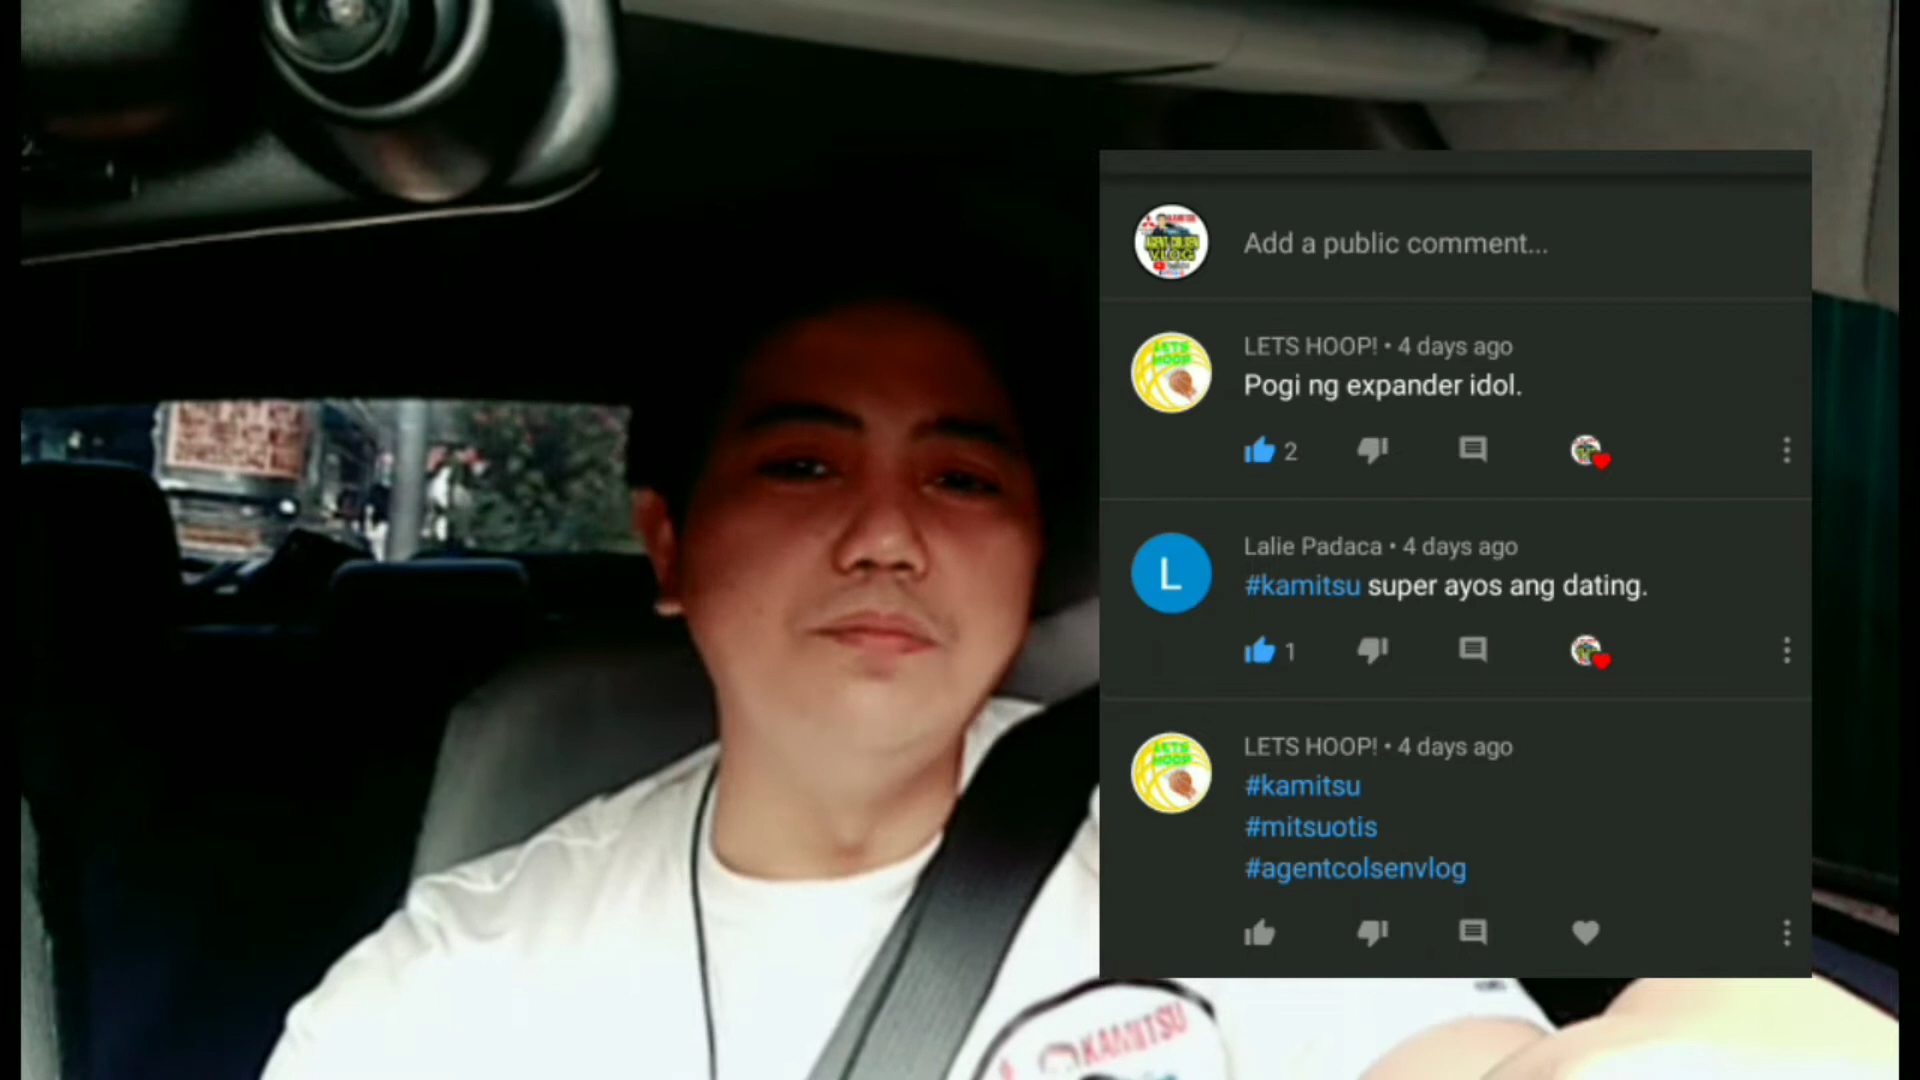 Add a public comment...
LETS HOOP! • 4 days ago
Pogi ng expander idol.
2
L
Lalie Padaca • 4 days ago
#kamitsu super ayos ang dating.
1
LETS HOOP! • 4 days ago
#kamitsu
#mitsuotis
#agentcolsenvlog
KAMITSU